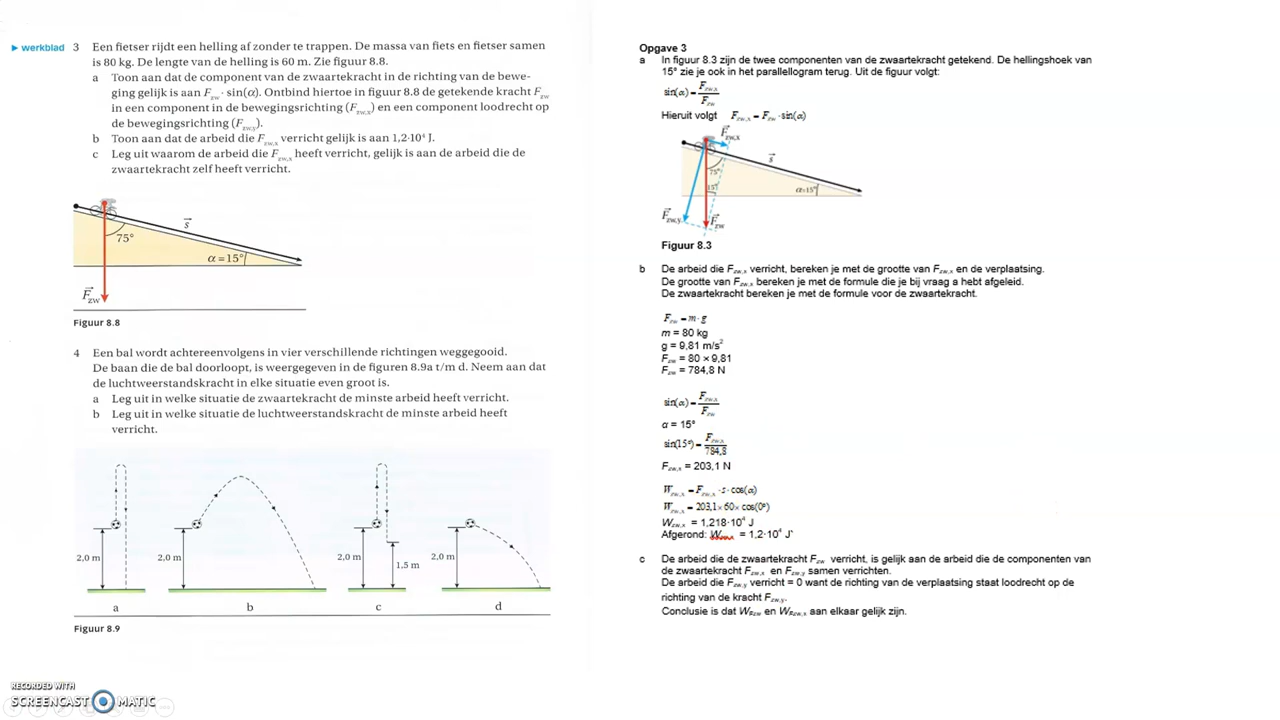 ▶ werkblad 3 Een fietser rijdt een helling af zonder te trappen. De massa van fiets en fietser samen
is 80 kg. De lengte van de helling is 60 m. Zie figuur 8.8.
a Toon aan dat de component van de zwaartekracht in de richting van de bewe-
ging gelijk is aan Fzw · sin(α). Ontbind hiertoe in figuur 8.8 de getekende kracht Fzw
in een component in de bewegingsrichting (Fzw,x) en een component loodrecht op
de bewegingsrichting (Fzw,y).
b Toon aan dat de arbeid die Fzw,x verricht gelijk is aan 1,2·10⁴ J.
c Leg uit waarom de arbeid die Fzw,x heeft verricht, gelijk is aan de arbeid die de
zwaartekracht zelf heeft verricht.
s
75°
α = 15°
Fzw
Figuur 8.8
4 Een bal wordt achtereenvolgens in vier verschillende richtingen weggegooid.
De baan die de bal doorloopt, is weergegeven in de figuren 8.9a t/m d. Neem aan dat
de luchtweerstandskracht in elke situatie even groot is.
a Leg uit in welke situatie de zwaartekracht de minste arbeid heeft verricht.
b Leg uit in welke situatie de luchtweerstandskracht de minste arbeid heeft
verricht.
2,0 m 2,0 m 2,0 m 1,5 m 2,0 m
a b c d
Figuur 8.9
RECORDED WITH
SCREENCAST MATIC
Opgave 3
a In figuur 8.3 zijn de twee componenten van de zwaartekracht getekend. De hellingshoek van
15° zie je ook in het parallellogram terug. Uit de figuur volgt:
sin(α) = Fzw,x / Fzw
Hieruit volgt Fzw,x = Fzw · sin(α)
Fzw,x
s
75°
15°
α=15°
Fzw,y
Fzw
Figuur 8.3
b De arbeid die Fzw,x verricht, bereken je met de grootte van Fzw,x en de verplaatsing.
De grootte van Fzw,x bereken je met de formule die je bij vraag a hebt afgeleid.
De zwaartekracht bereken je met de formule voor de zwaartekracht.
Fzw = m · g
m = 80 kg
g = 9,81 m/s²
Fzw = 80 × 9,81
Fzw = 784,8 N
sin(α) = Fzw,x / Fzw
α = 15°
sin(15°) = Fzw,x / 784,8
Fzw,x = 203,1 N
Wzw,x = Fzw,x · s · cos(α)
Wzw,x = 203,1 × 60 × cos(0°)
Wzw,x = 1,218·10⁴ J
Afgerond: Wzw,x = 1,2·10⁴ J
c De arbeid die de zwaartekracht Fzw verricht, is gelijk aan de arbeid die de componenten van
de zwaartekracht Fzw,x en Fzw,y samen verrichten.
De arbeid die Fzw,y verricht = 0 want de richting van de verplaatsing staat loodrecht op de
richting van de kracht Fzw,y.
Conclusie is dat WFzw en WFzw,x aan elkaar gelijk zijn.